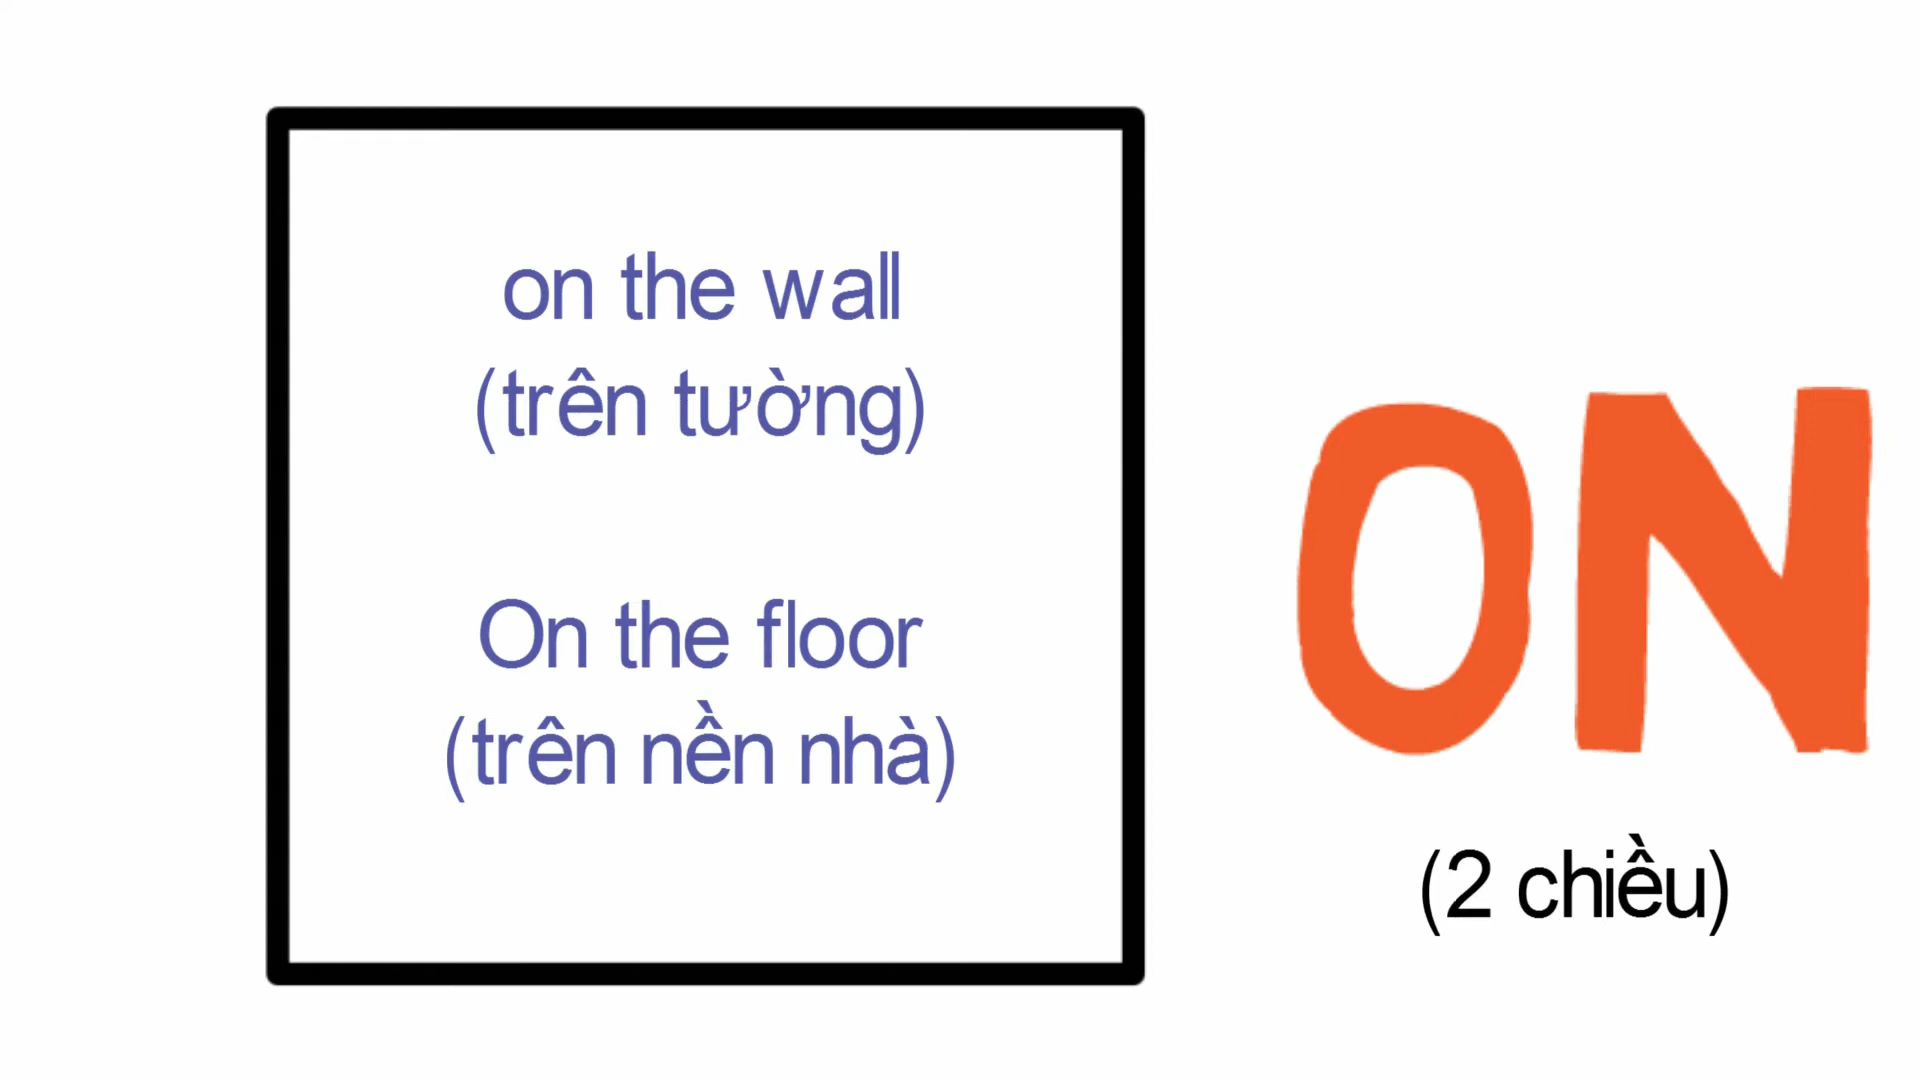 on the wall
(trên tường)
On the floor
(trên nền nhà)
ON
(2 chiều)